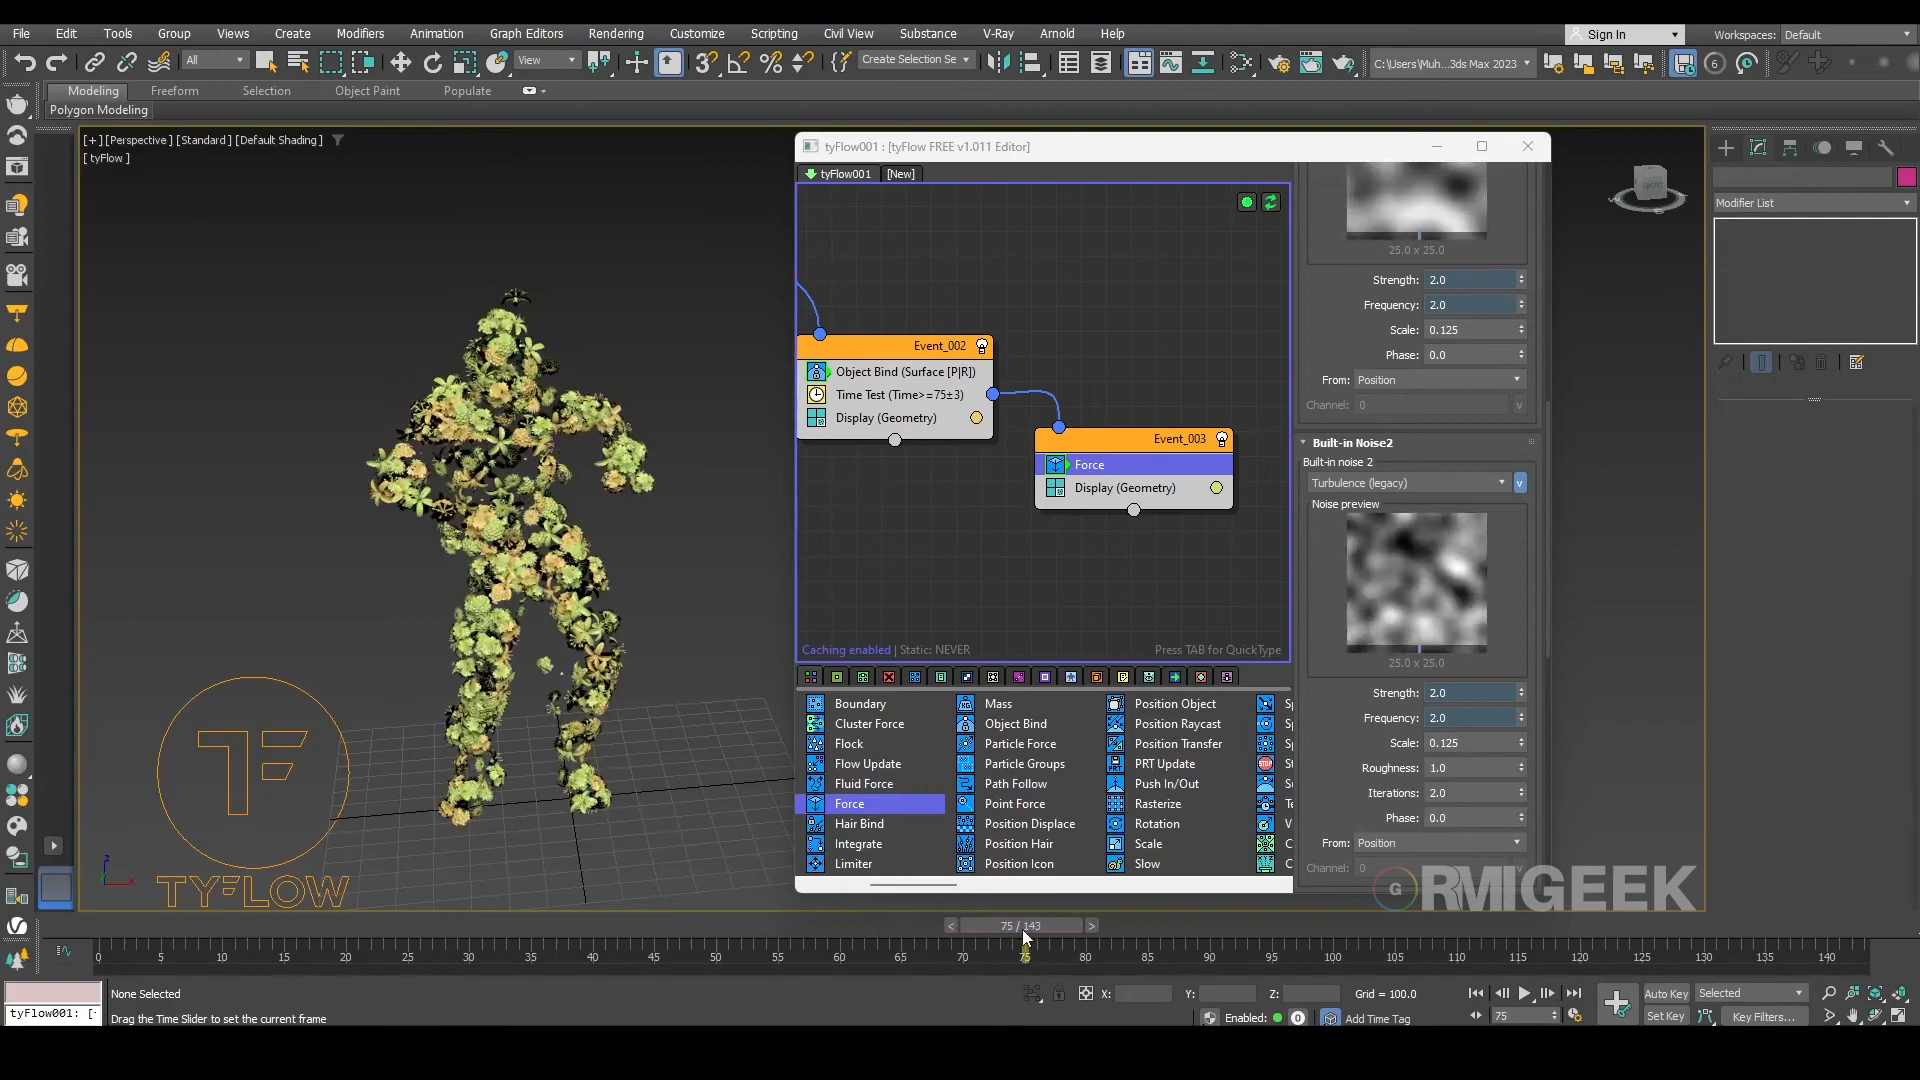 File Edit Tools Group Views Create Modifiers Animation Graph Editors Rendering Customize Scripting Civil View Substance V-Ray Arnold Help Sign In Workspaces: Default
All View Create Selection Se C:\Users\Muh...3ds Max 2023 6
Modeling Freeform Selection Object Paint Populate
Polygon Modeling
[+] [Perspective] [Standard] [Default Shading]
[ tyFlow ]
tyFlow001 : [tyFlow FREE v1.011 Editor]
tyFlow001 [New]
FRONT
Modifier List
25.0 x 25.0
Strength: 2.0
Frequency: 2.0
Scale: 0.125
Phase: 0.0
From: Position
Channel: 0 v
Event_002
Object Bind (Surface [P|R])
Time Test (Time>=75±3)
Display (Geometry)
Event_003
Force
Display (Geometry)
Built-in Noise2
Built-in noise 2
Turbulence (legacy) v
Noise preview
25.0 x 25.0
Caching enabled | Static: NEVER Press TAB for QuickType
Strength: 2.0
Frequency: 2.0
Scale: 0.125
Roughness: 1.0
Iterations: 2.0
Phase: 0.0
From: Position
Channel: 0
Boundary Mass Position Object
Cluster Force Object Bind Position Raycast
Flock Particle Force Position Transfer
Flow Update Particle Groups PRT Update
Fluid Force Path Follow Push In/Out
Force Point Force Rasterize
Hair Bind Position Displace Rotation
Integrate Position Hair Scale
Limiter Position Icon Slow
TF
TYFLOW
RMIGEEK
< 75 / 143 >
0 5 10 15 20 25 30 35 40 45 50 55 60 65 70 75 80 85 90 95 100 105 110 115 120 125 130 135 140
None Selected X: Y: Z: Grid = 100.0 Auto Key Selected
tyFlow001: [ Drag the Time Slider to set the current frame Enabled: 0 Add Time Tag 75 Set Key Key Filters...